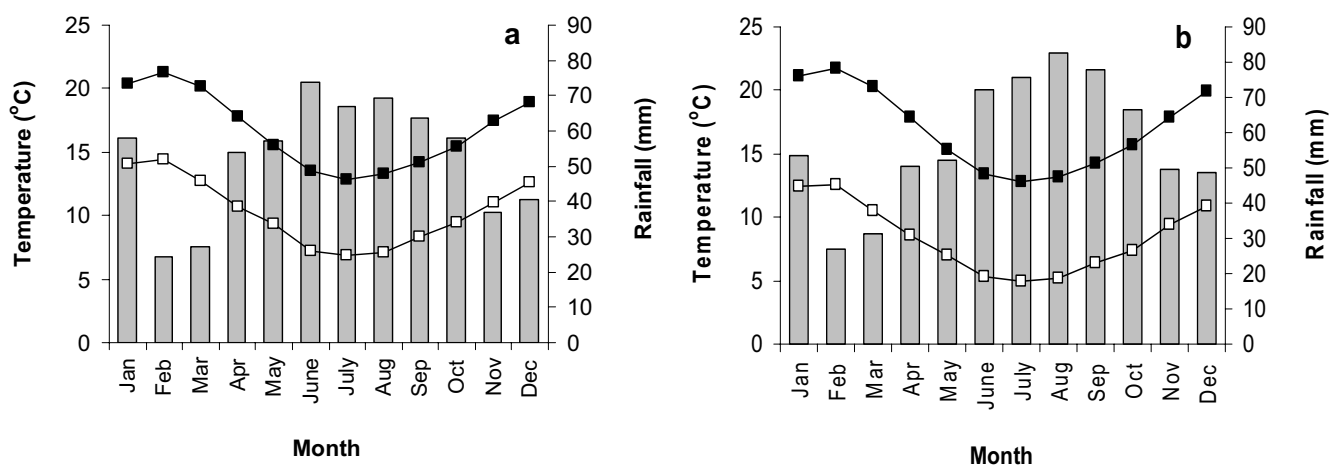 a
Temperature (°C)
25
20
15
10
5
0
90
80
70
60
50
40
30
20
10
0
Rainfall (mm)
Jan
Feb
Mar
Apr
May
June
July
Aug
Sep
Oct
Nov
Dec
Month
b
Temperature (°C)
25
20
15
10
5
0
90
80
70
60
50
40
30
20
10
0
Rainfall (mm)
Jan
Feb
Mar
Apr
May
June
July
Aug
Sep
Oct
Nov
Dec
Month